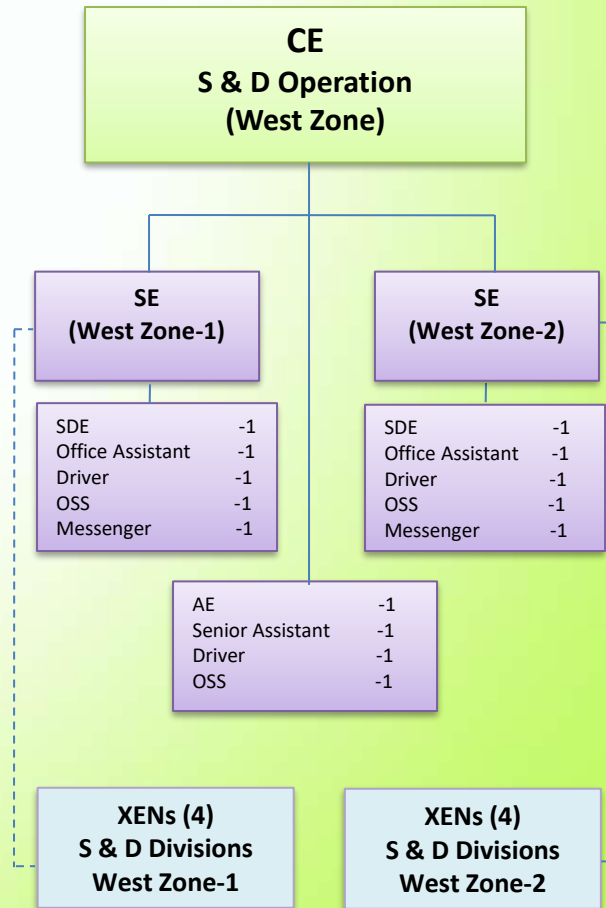 CE
S & D Operation
(West Zone)
SE
(West Zone-1)
SE
(West Zone-2)
SDE -1
Office Assistant -1
Driver -1
OSS -1
Messenger -1
SDE -1
Office Assistant -1
Driver -1
OSS -1
Messenger -1
AE -1
Senior Assistant -1
Driver -1
OSS -1
XENs (4)
S & D Divisions
West Zone-1
XENs (4)
S & D Divisions
West Zone-2